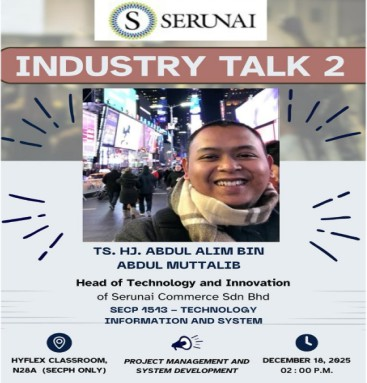 S SERUNAI
INDUSTRY TALK 2
TS. HJ. ABDUL ALIM BIN
ABDUL MUTTALIB
Head of Technology and Innovation
of Serunai Commerce Sdn Bhd
SECP 1513 – TECHNOLOGY
INFORMATION AND SYSTEM
HYFLEX CLASSROOM,
N28A (SECPH ONLY)
PROJECT MANAGEMENT AND
SYSTEM DEVELOPMENT
DECEMBER 18, 2025
02 : 00 P.M.